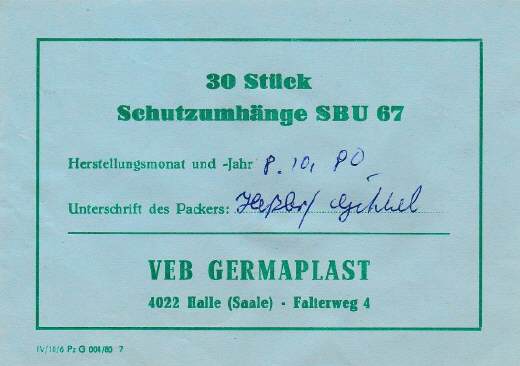 30 Stück
Schutzumhänge SBU 67
Herstellungsmonat und -Jahr 8. 10. 80
Unterschrift des Packers:
VEB GERMAPLAST
4022 Halle (Saale) - Falterweg 4
IV/10/6 Pz G 004/80 7